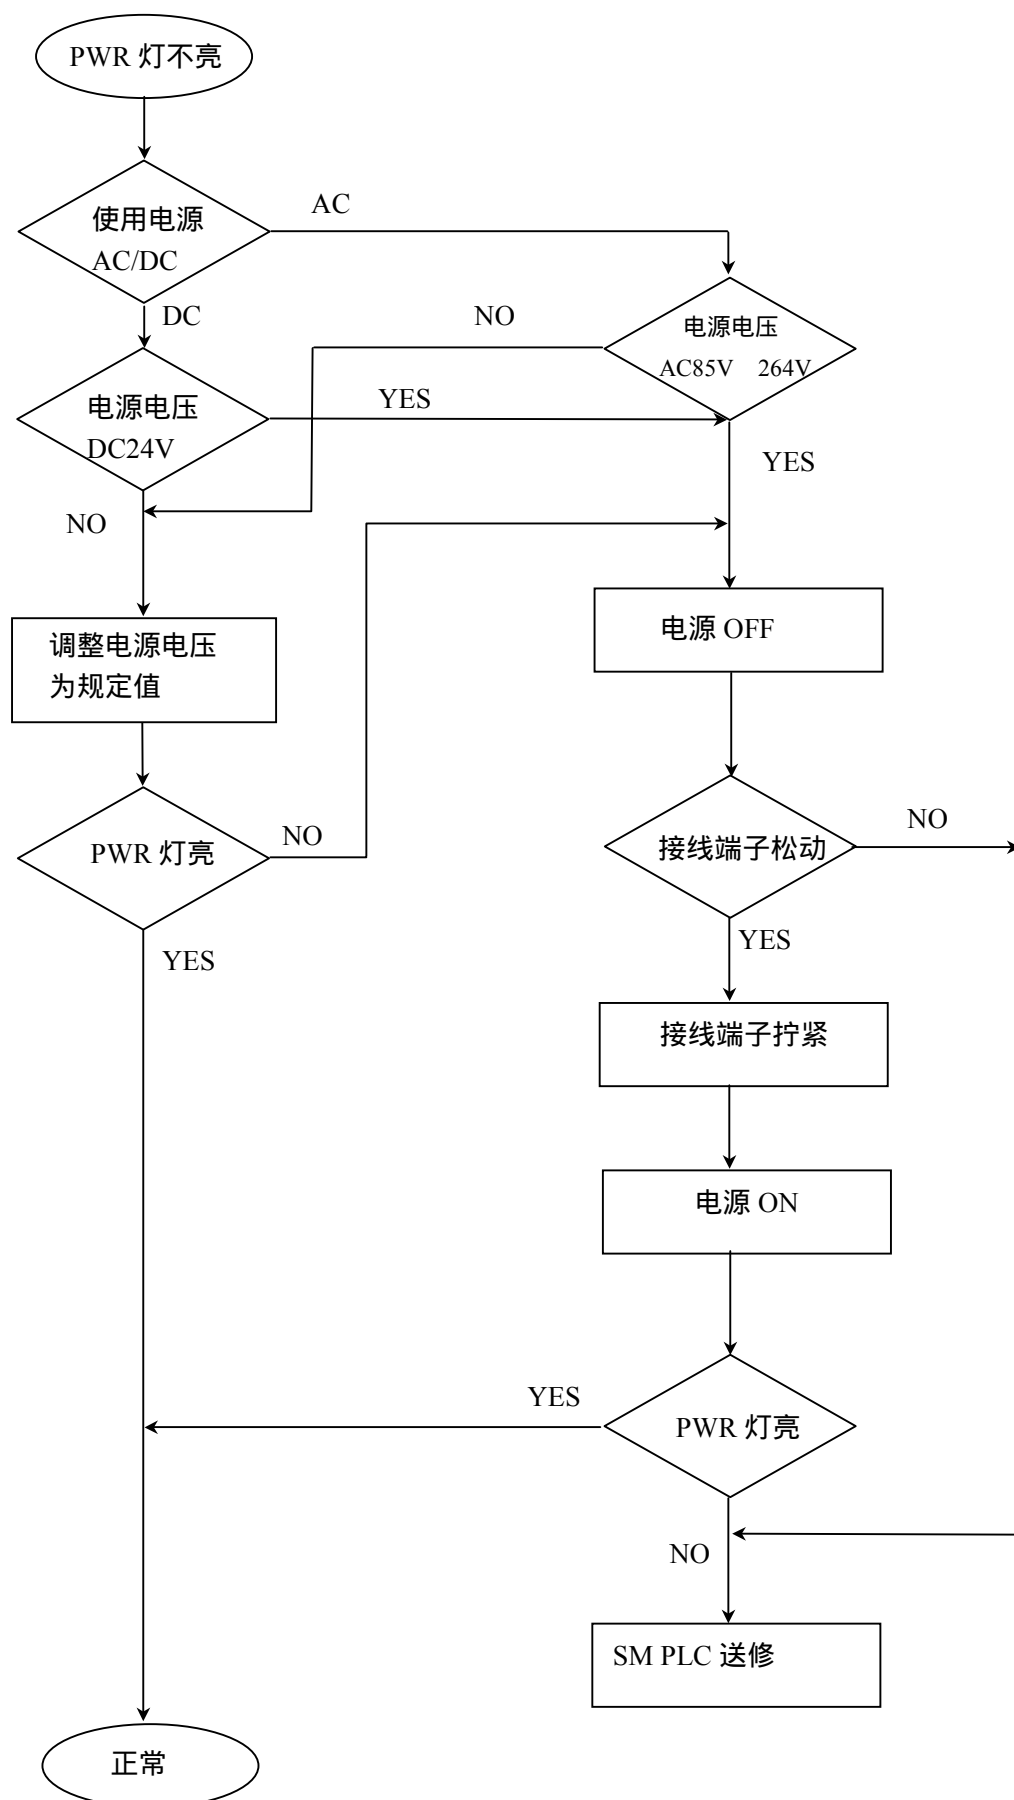 PWR 灯不亮
AC
使用电源
AC/DC
DC
NO
电源电压
AC85V 264V
电源电压
DC24V
YES
YES
NO
电源 OFF
调整电源电压
为规定值
NO
NO
接线端子松动
PWR 灯亮
YES
YES
接线端子拧紧
电源 ON
YES
PWR 灯亮
NO
SM PLC 送修
正常